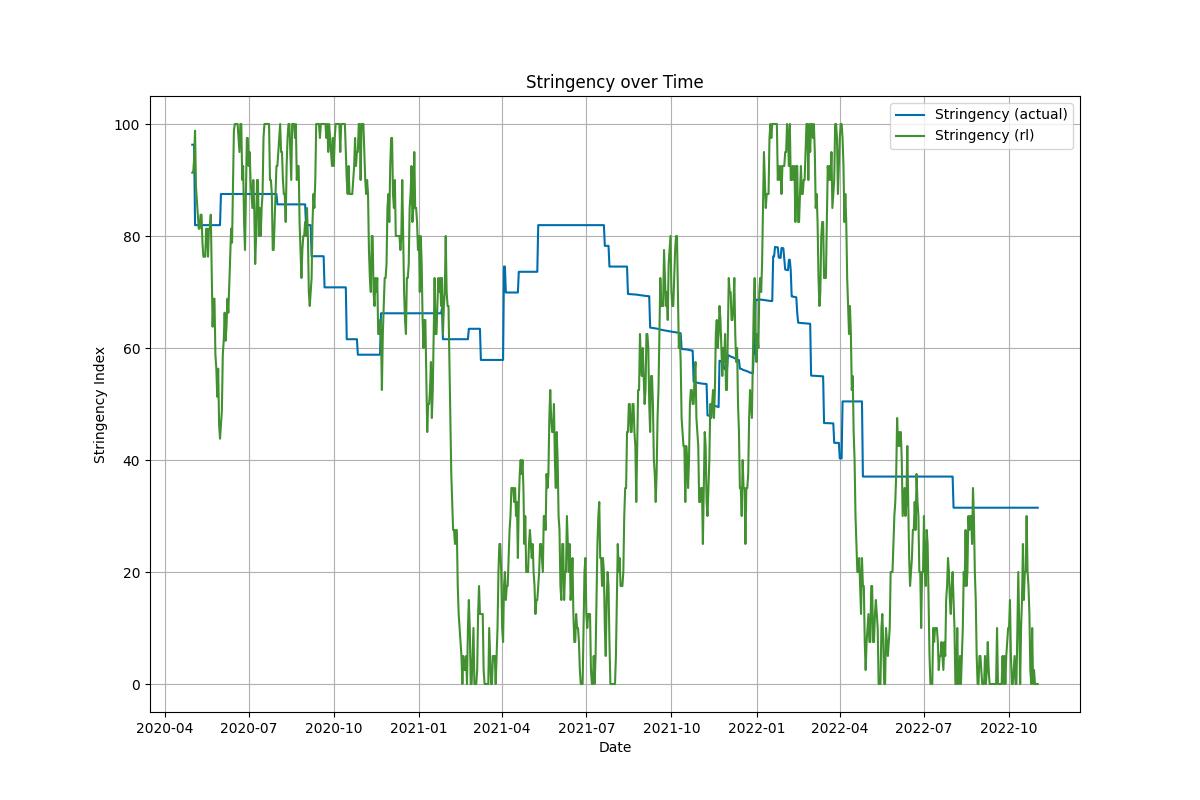 Stringency over Time
Stringency (actual)
Stringency (rl)
Stringency Index
100
80
60
40
20
0
2020-04 2020-07 2020-10 2021-01 2021-04 2021-07 2021-10 2022-01 2022-04 2022-07 2022-10
Date